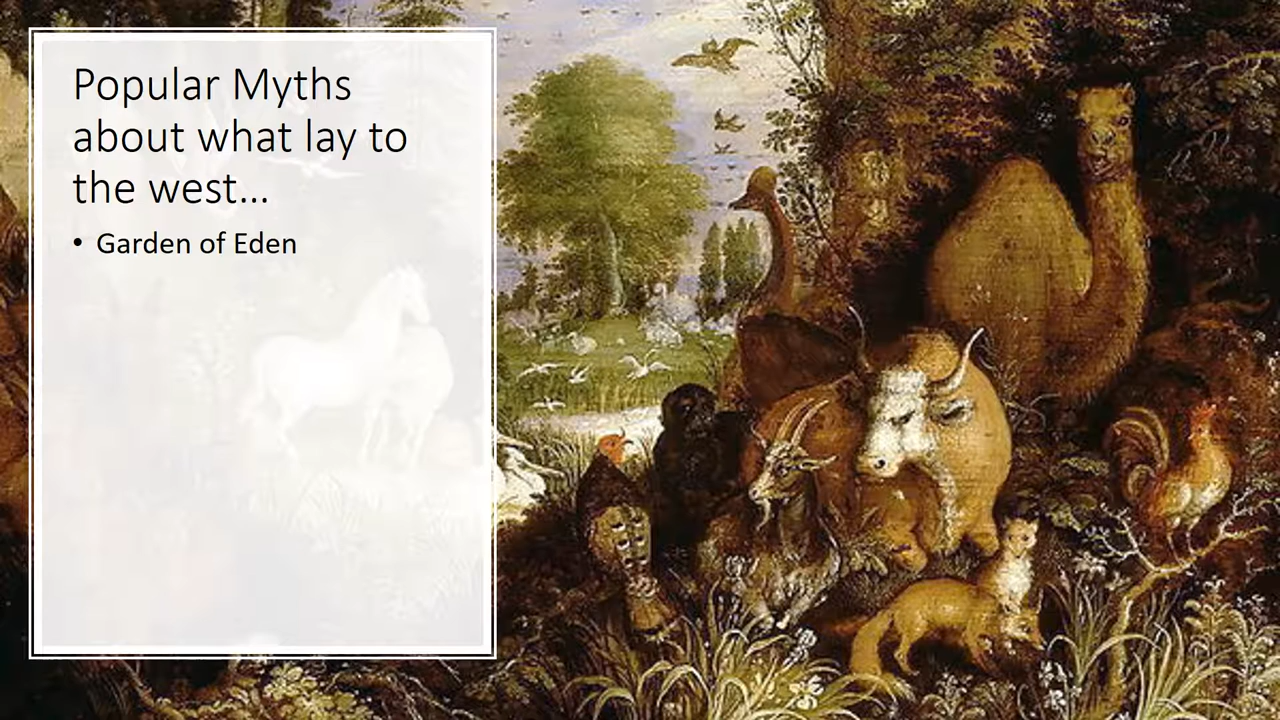 Popular Myths
about what lay to
the west…
• Garden of Eden